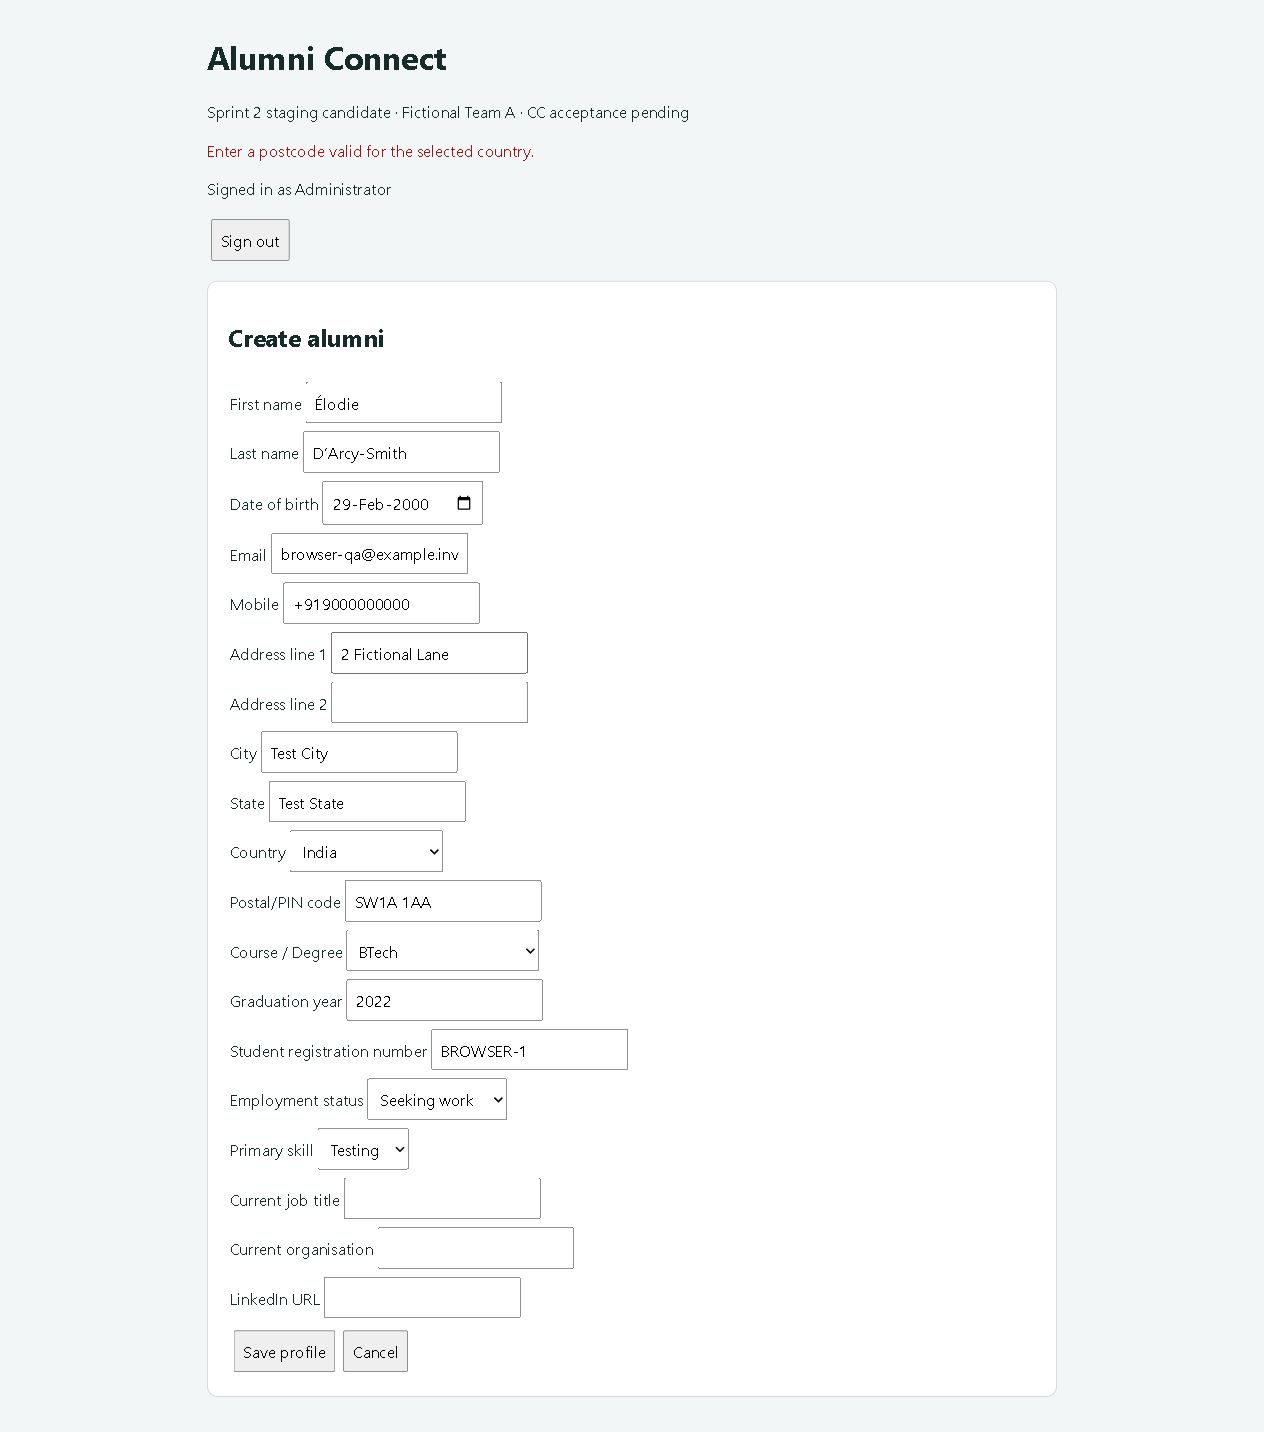 Alumni Connect
Sprint 2 staging candidate · Fictional Team A · CC acceptance pending
Enter a postcode valid for the selected country.
Signed in as Administrator
Sign out
Create alumni
First name Élodie
Last name D’Arcy-Smith
Date of birth 29-Feb-2000
Email browser-qa@example.inv
Mobile +919000000000
Address line 1 2 Fictional Lane
Address line 2
City Test City
State Test State
Country India
Postal/PIN code SW1A 1AA
Course / Degree BTech
Graduation year 2022
Student registration number BROWSER-1
Employment status Seeking work
Primary skill Testing
Current job title
Current organisation
LinkedIn URL
Save profile Cancel